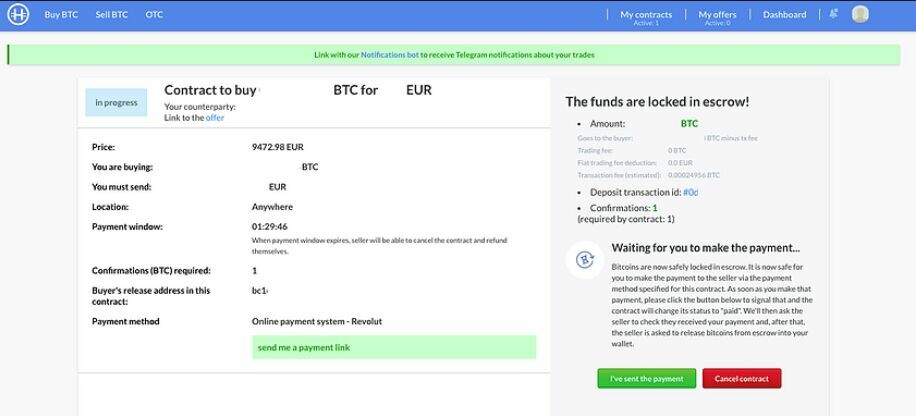 Buy BTC Sell BTC OTC My contracts My offers Dashboard
Active: 1 Active: 0
Link with our Notifications bot to receive Telegram notifications about your trades
in progress
Contract to buy BTC for EUR
Your counterparty:
Link to the offer
Price: 9472.98 EUR
You are buying: BTC
You must send: EUR
Location: Anywhere
Payment window: 01:29:46
When payment window expires, seller will be able to cancel the contract and refund
themselves.
Confirmations (BTC) required: 1
Buyer's release address in this
contract:
bc1
Payment method Online payment system - Revolut
send me a payment link
The funds are locked in escrow!
• Amount: BTC
Goes to the buyer: BTC minus tx fee
Trading fee: 0 BTC
Fiat trading fee deduction: 0.0 EUR
Transaction fee (estimated): 0.00024956 BTC
• Deposit transaction id: #0d
• Confirmations: 1
(required by contract: 1)
Waiting for you to make the payment...
Bitcoins are now safely locked in escrow. It is now safe for
you to make the payment to the seller via the payment
method specified for this contract. As soon as you make that
payment, please click the button below to signal that and the
contract will change its status to "paid". We'll then ask the
seller to check they received your payment and, after that,
the seller is asked to release bitcoins from escrow into your
wallet.
I've sent the payment Cancel contract